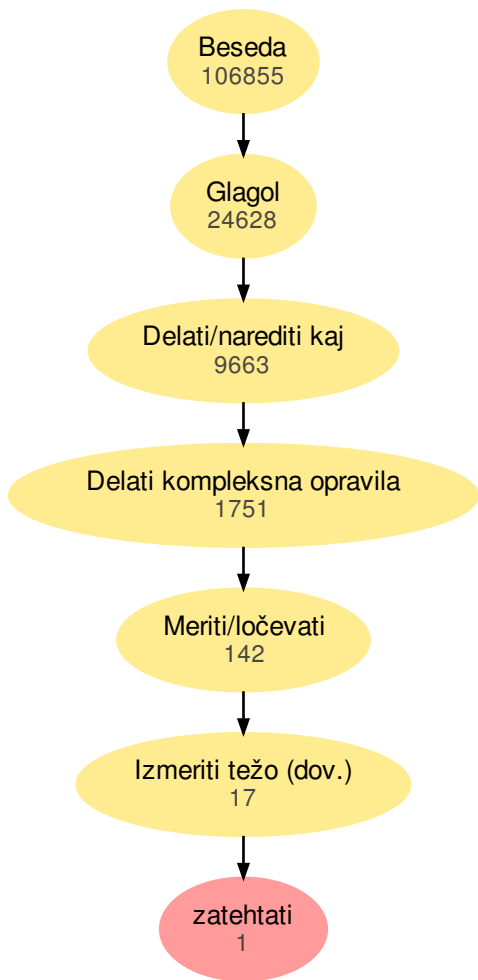 Beseda
106855
Glagol
24628
Delati/narediti kaj
9663
Delati kompleksna opravila
1751
Meriti/ločevati
142
Izmeriti težo (dov.)
17
zatehtati
1